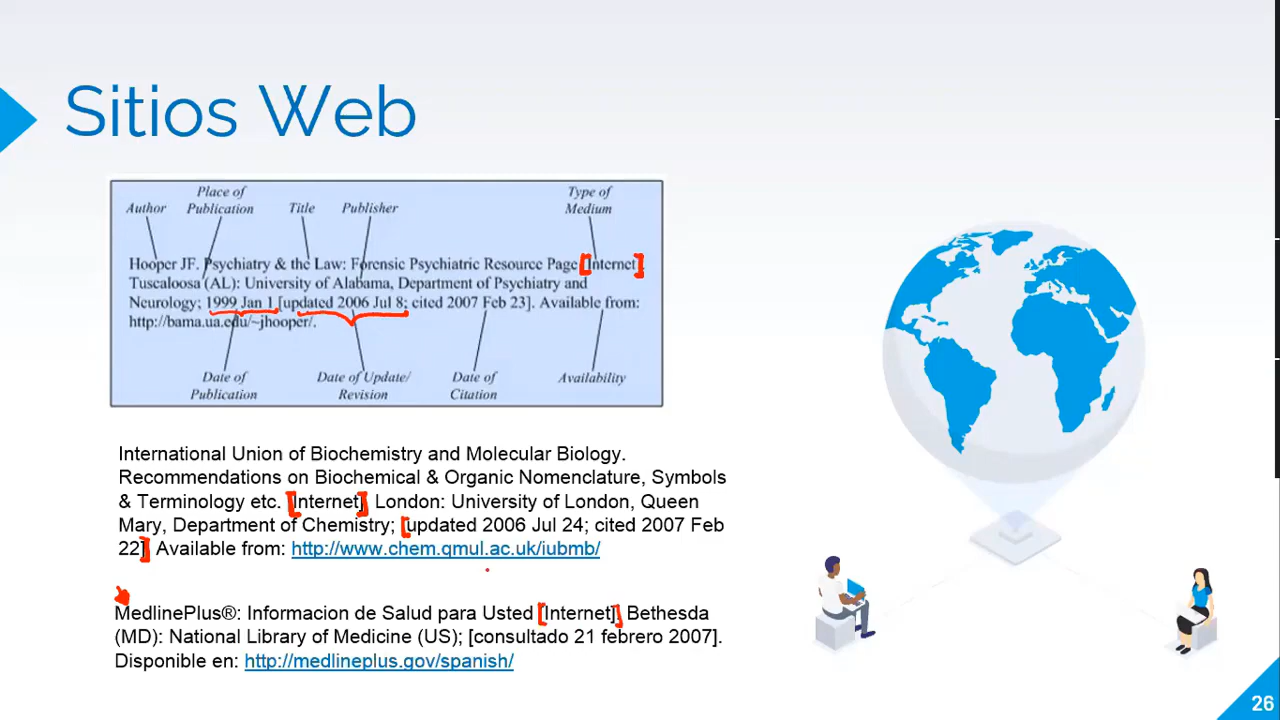 Sitios Web
Place of
Publication
Type of
Medium
Author
Title
Publisher
Hooper JF. Psychiatry & the Law: Forensic Psychiatric Resource Page [Internet].
Tuscaloosa (AL): University of Alabama, Department of Psychiatry and
Neurology; 1999 Jan 1 [updated 2006 Jul 8; cited 2007 Feb 23]. Available from:
http://bama.ua.edu/~jhooper/.
Date of
Publication
Date of Update/
Revision
Date of
Citation
Availability
International Union of Biochemistry and Molecular Biology.
Recommendations on Biochemical & Organic Nomenclature, Symbols
& Terminology etc. [Internet]. London: University of London, Queen
Mary, Department of Chemistry; [updated 2006 Jul 24; cited 2007 Feb
22]. Available from: http://www.chem.qmul.ac.uk/iubmb/
MedlinePlus®: Informacion de Salud para Usted [Internet]. Bethesda
(MD): National Library of Medicine (US); [consultado 21 febrero 2007].
Disponible en: http://medlineplus.gov/spanish/
26